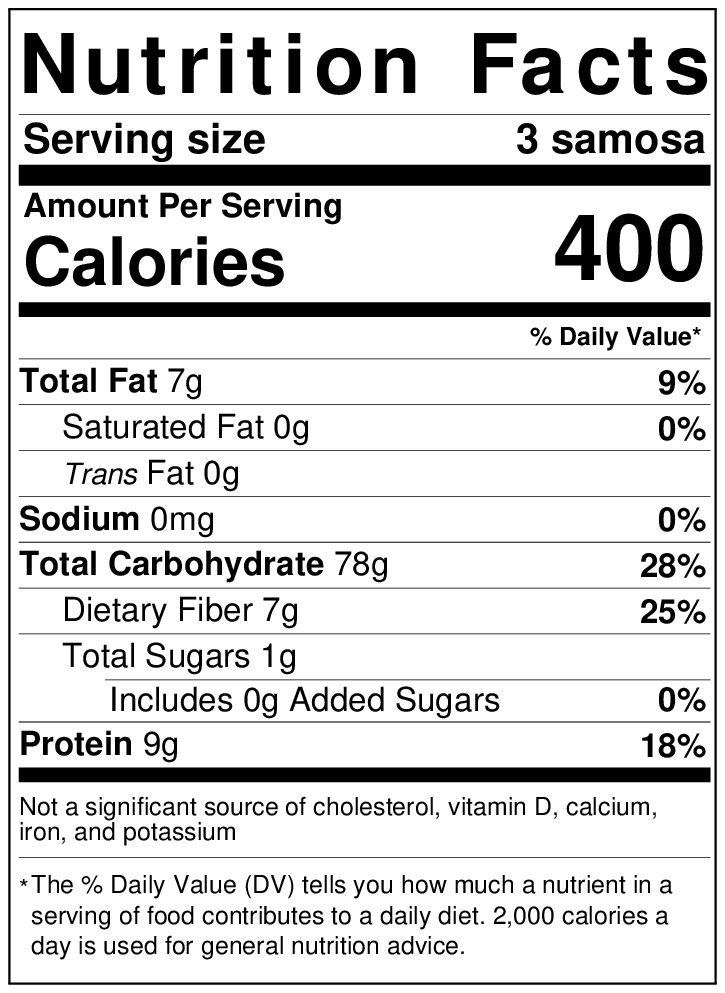 Nutrition Facts
Serving size 3 samosa
Amount Per Serving
Calories 400
% Daily Value*
Total Fat 7g 9%
Saturated Fat 0g 0%
Trans Fat 0g
Sodium 0mg 0%
Total Carbohydrate 78g 28%
Dietary Fiber 7g 25%
Total Sugars 1g
Includes 0g Added Sugars 0%
Protein 9g 18%
Not a significant source of cholesterol, vitamin D, calcium,
iron, and potassium
*The % Daily Value (DV) tells you how much a nutrient in a
serving of food contributes to a daily diet. 2,000 calories a
day is used for general nutrition advice.